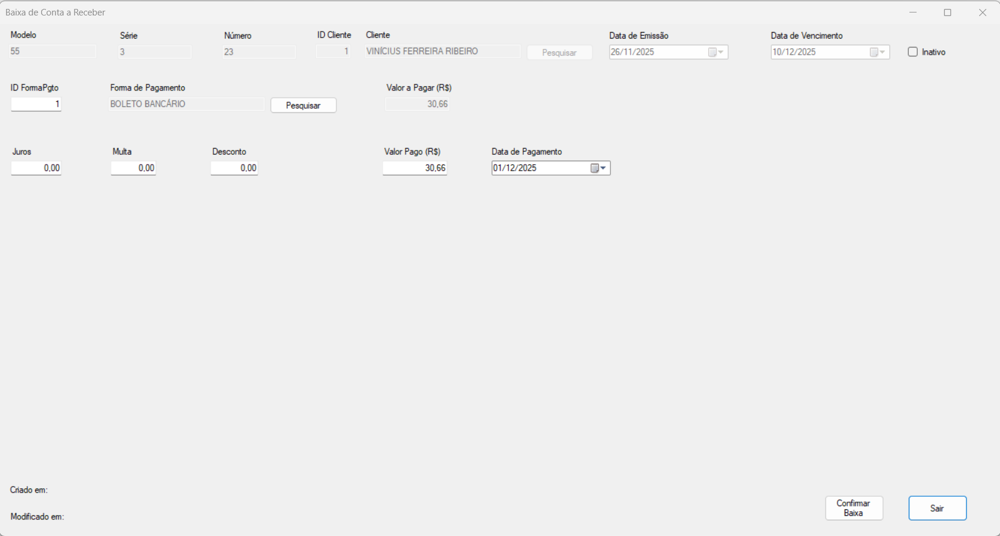 Baixa de Conta a Receber
Modelo Série Número ID Cliente Cliente Data de Emissão Data de Vencimento
55 3 23 1 VINÍCIUS FERREIRA RIBEIRO Pesquisar 26/11/2025 10/12/2025 Inativo
ID FormaPgto Forma de Pagamento Valor a Pagar (R$)
1 BOLETO BANCÁRIO Pesquisar 30,66
Juros Multa Desconto Valor Pago (R$) Data de Pagamento
0,00 0,00 0,00 30,66 01/12/2025
Criado em:
Modificado em:
Confirmar
Baixa
Sair